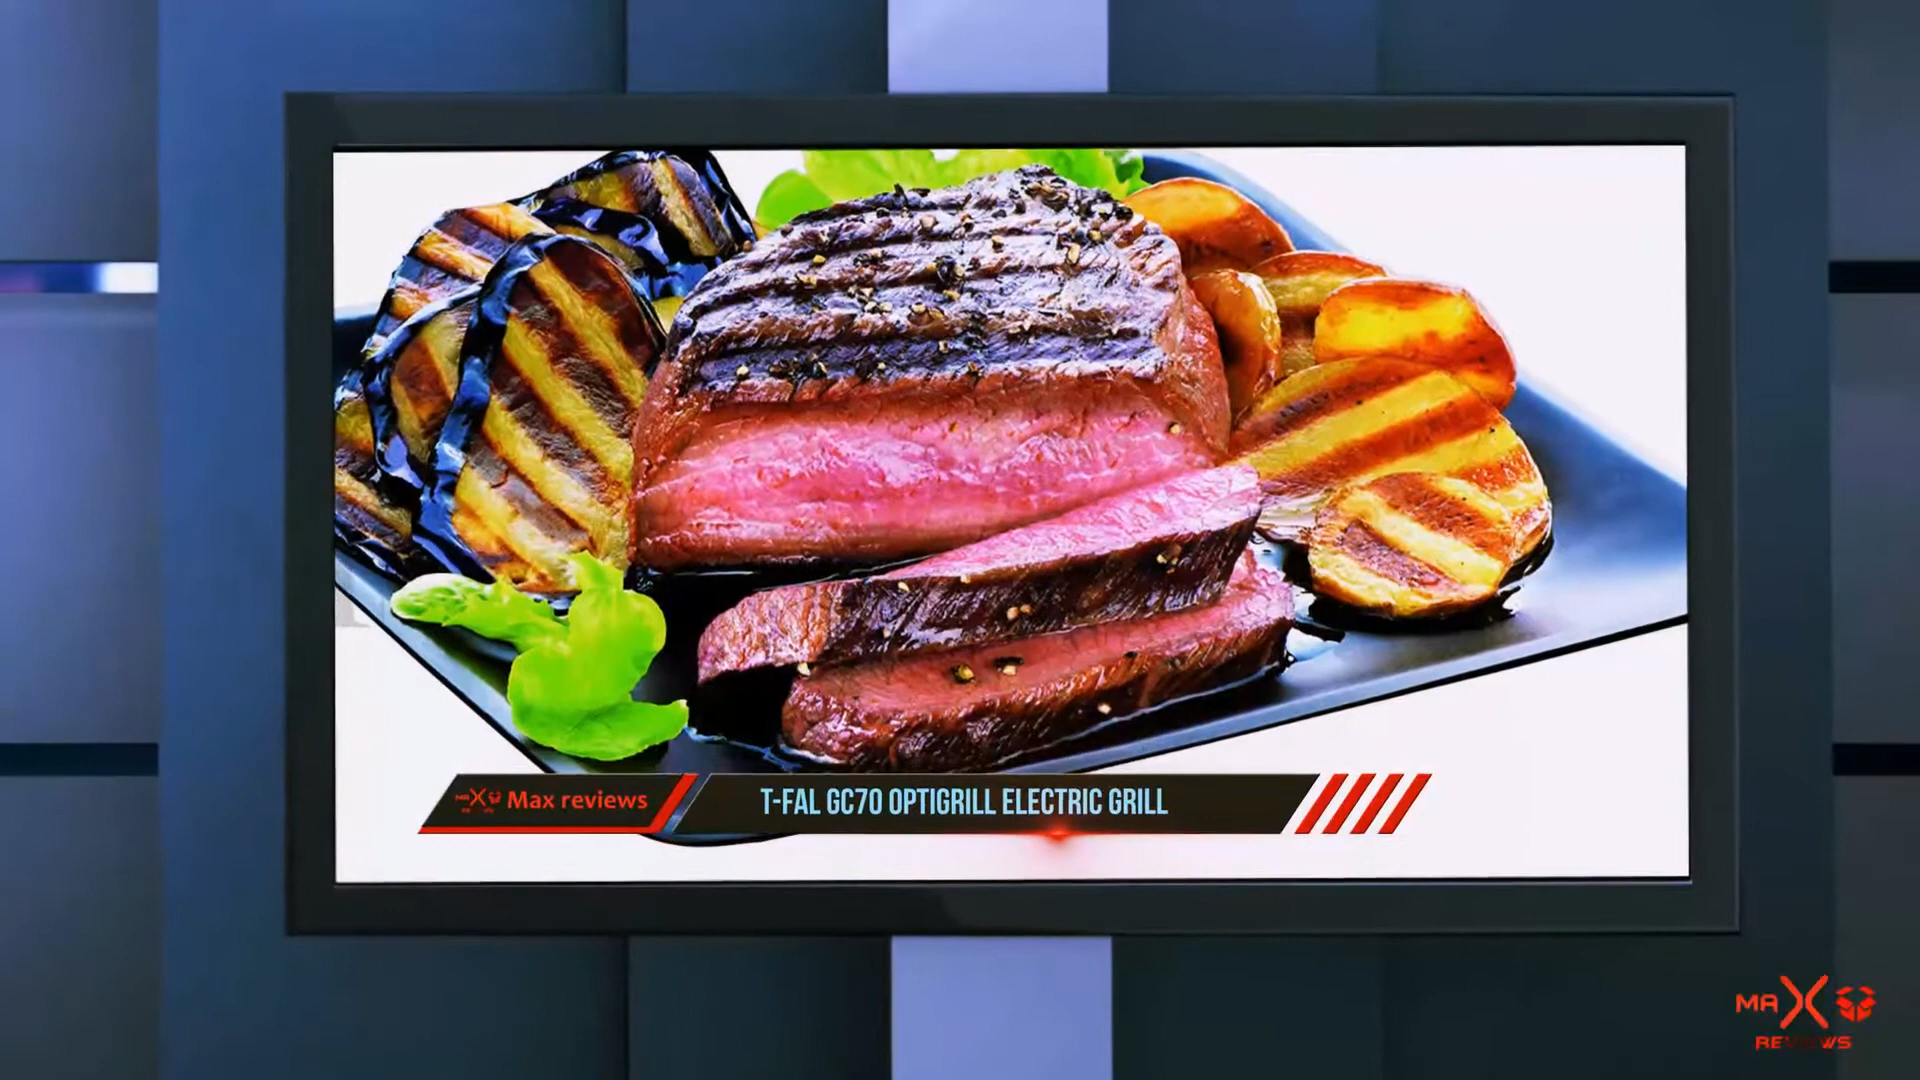 Max reviews
T-FAL GC70 OPTIGRILL ELECTRIC GRILL
MAX
REVIEWS